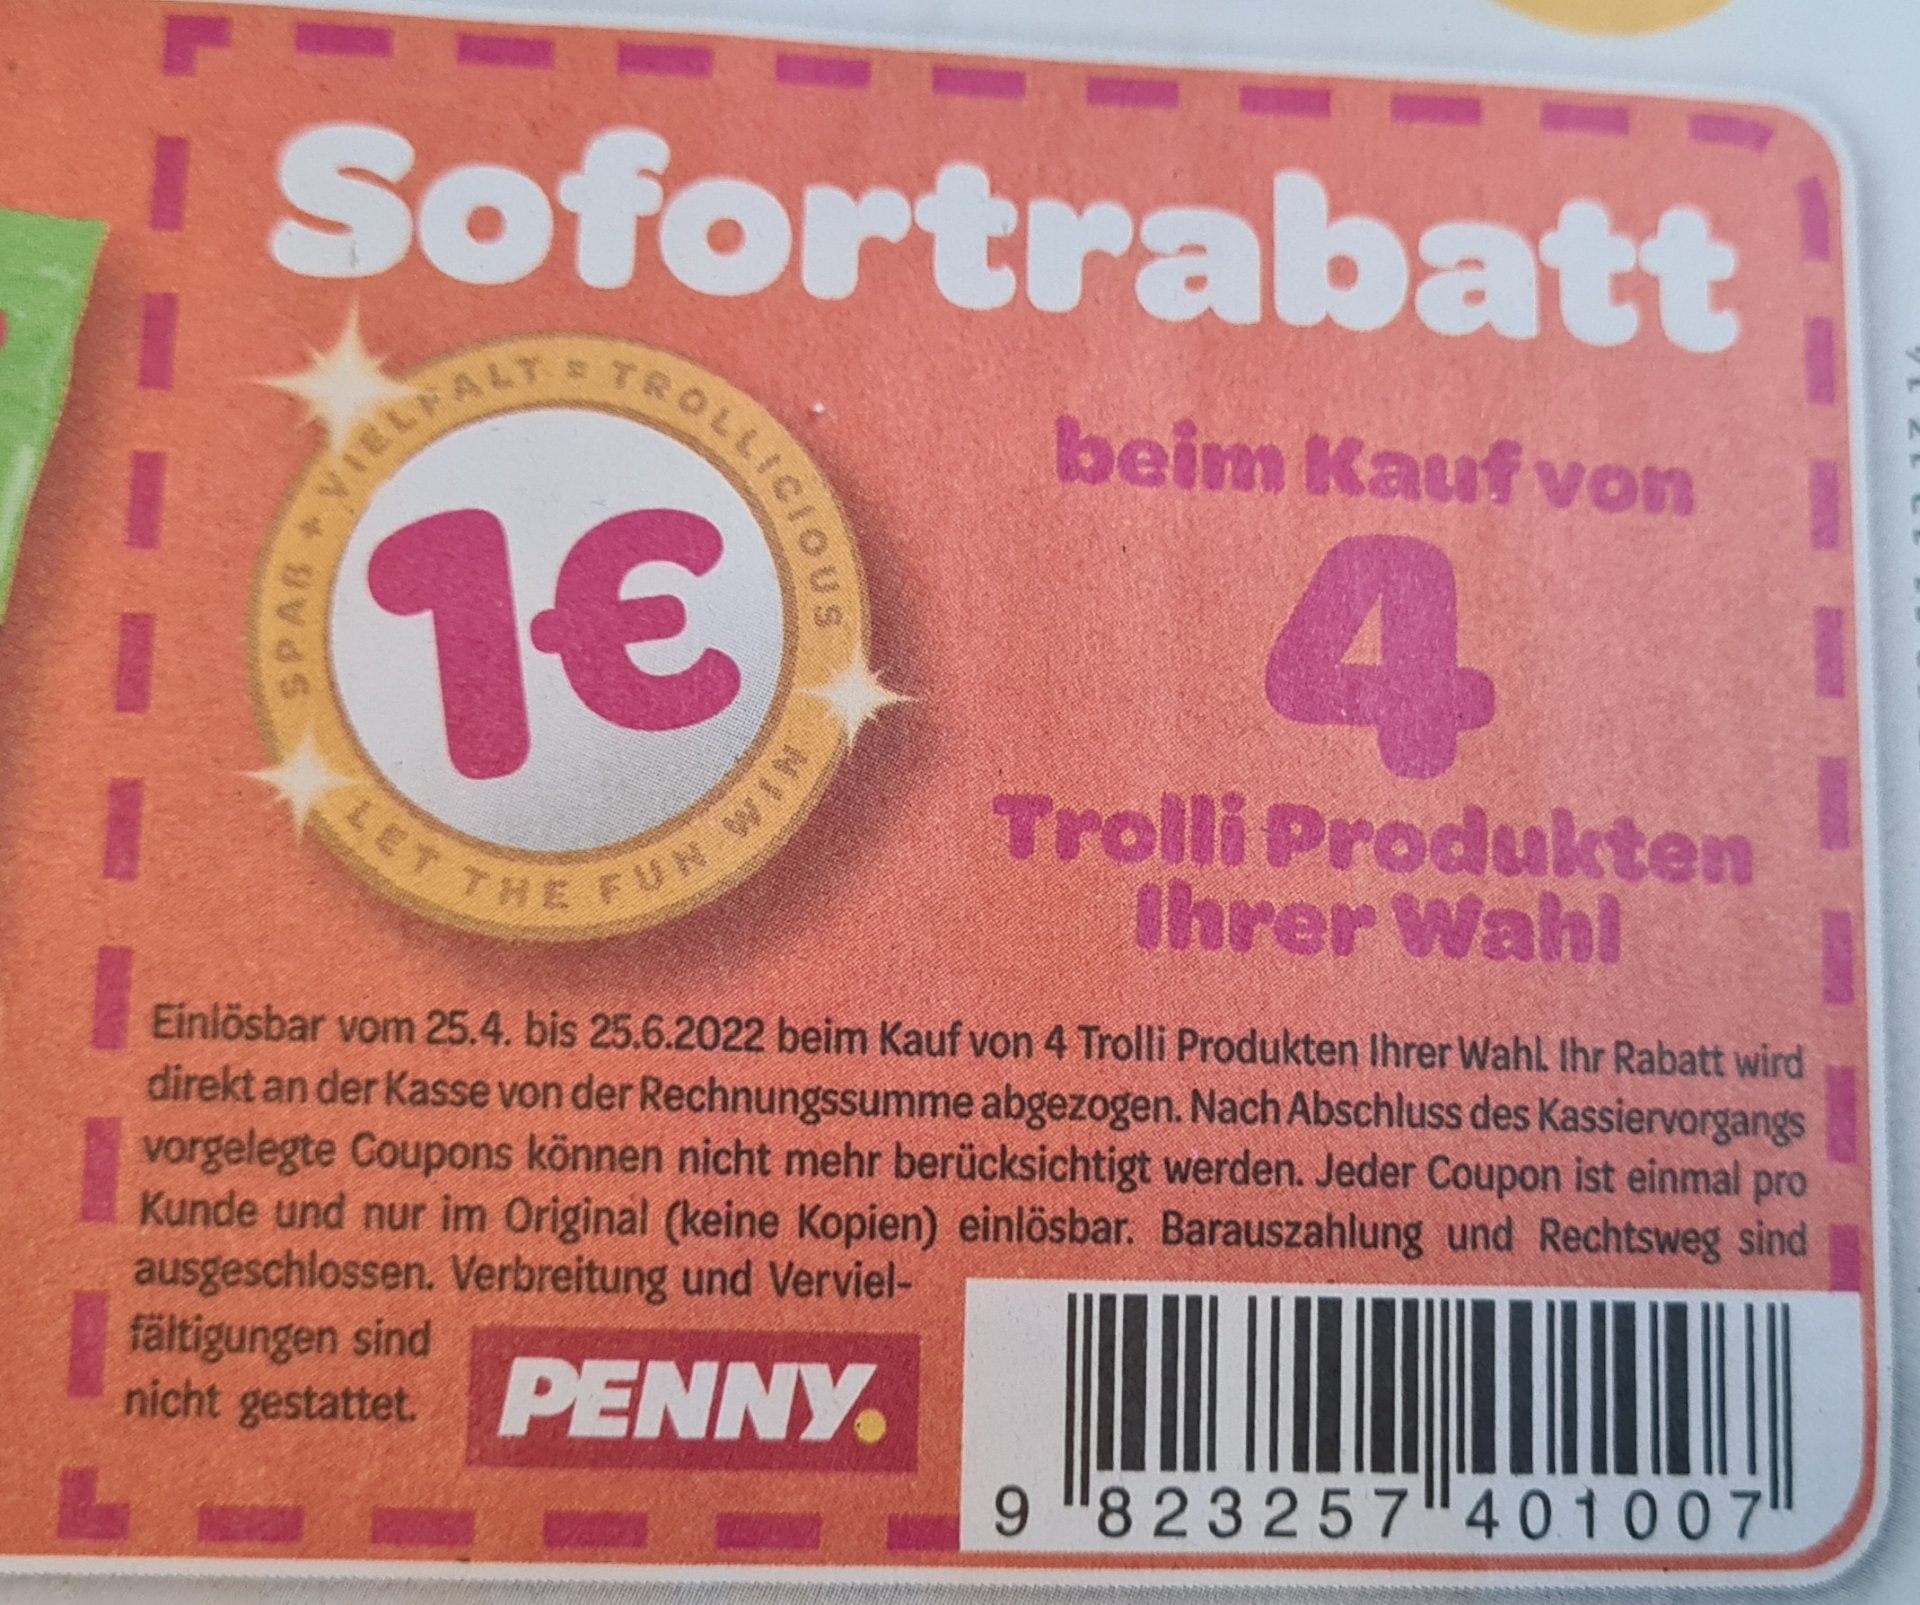 Sofortrabatt
SPAß + VIELFALT = TROLLICIOUS
LET THE FUN WIN
1€
beim Kauf von
4
Trolli Produkten
Ihrer Wahl
Einlösbar vom 25.4. bis 25.6.2022 beim Kauf von 4 Trolli Produkten Ihrer Wahl. Ihr Rabatt wird
direkt an der Kasse von der Rechnungssumme abgezogen. Nach Abschluss des Kassiervorgangs
vorgelegte Coupons können nicht mehr berücksichtigt werden. Jeder Coupon ist einmal pro
Kunde und nur im Original (keine Kopien) einlösbar. Barauszahlung und Rechtsweg sind
ausgeschlossen. Verbreitung und Verviel-
fältigungen sind
nicht gestattet.
PENNY.
9 823257 401007